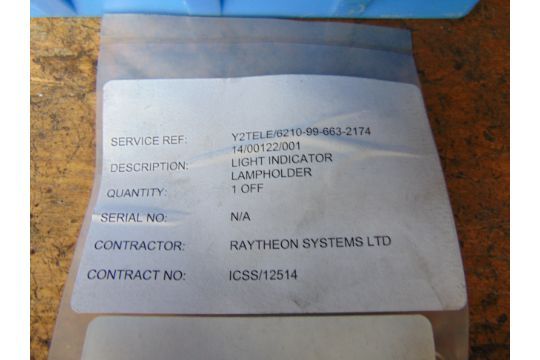 SERVICE REF: Y2TELE/6210-99-663-2174
14/00122/001
DESCRIPTION: LIGHT INDICATOR
LAMPHOLDER
QUANTITY: 1 OFF
SERIAL NO: N/A
CONTRACTOR: RAYTHEON SYSTEMS LTD
CONTRACT NO: ICSS/12514